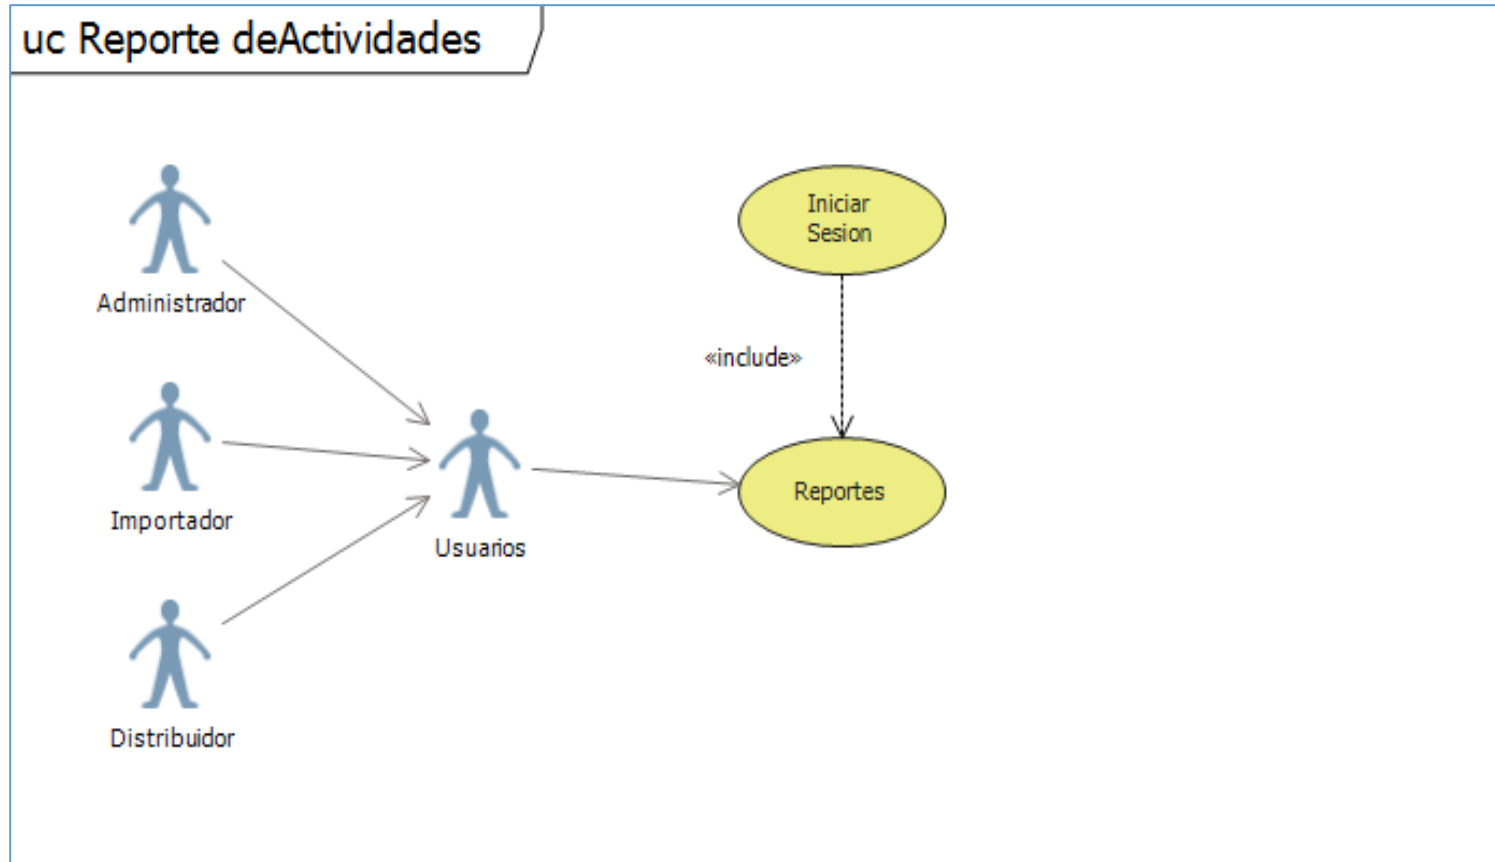 uc Reporte deActividades
Iniciar
Sesion
Administrador
«include»
Importador
Usuarios
Reportes
Distribuidor